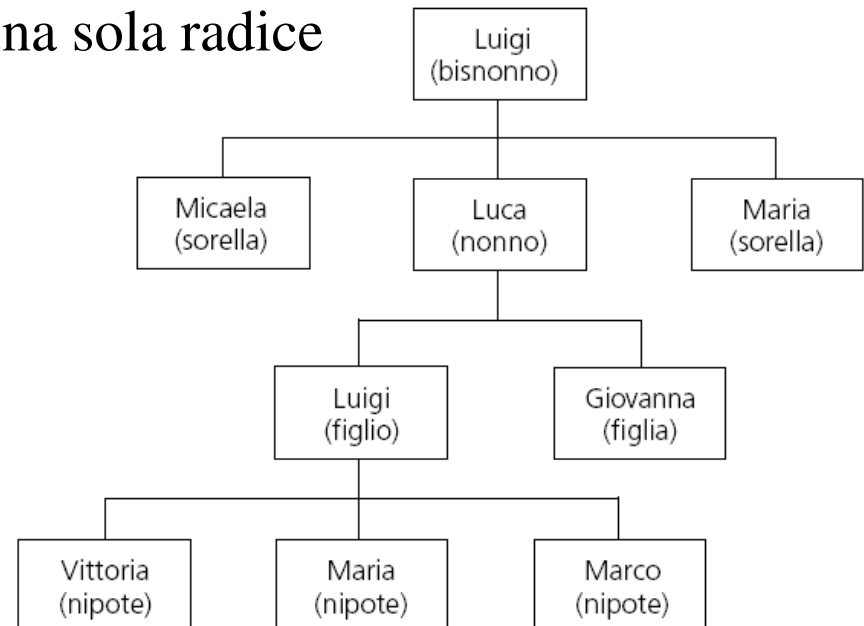 sola radice
Luigi
(bisnonno)
Micaela
(sorella)
Luca
(nonno)
Maria
(sorella)
Luigi
(figlio)
Giovanna
(figlia)
Vittoria
(nipote)
Maria
(nipote)
Marco
(nipote)